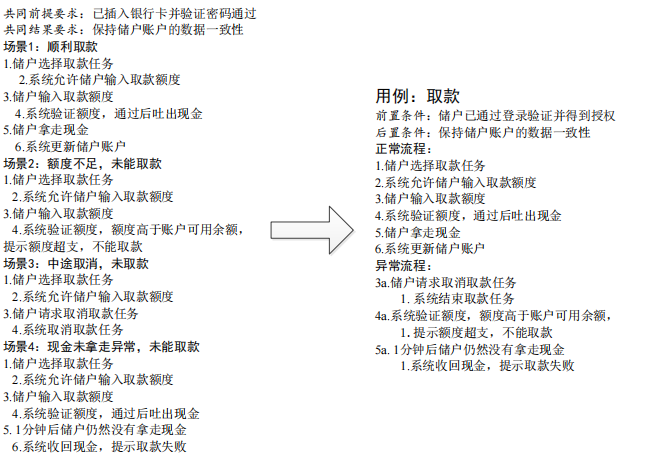 共同前提要求：已插入银行卡并验证密码通过
共同结果要求：保持储户账户的数据一致性
场景1：顺利取款
1.储户选择取款任务
2.系统允许储户输入取款额度
3.储户输入取款额度
4.系统验证额度，通过后吐出现金
5.储户拿走现金
6.系统更新储户账户
场景2：额度不足，未能取款
1.储户选择取款任务
2.系统允许储户输入取款额度
3.储户输入取款额度
4.系统验证额度，额度高于账户可用余额，
提示额度超支，不能取款
场景3：中途取消，未取款
1.储户选择取款任务
2.系统允许储户输入取款额度
3.储户请求取消取款任务
4.系统取消取款任务
场景4：现金未拿走异常，未能取款
1.储户选择取款任务
2.系统允许储户输入取款额度
3.储户输入取款额度
4.系统验证额度，通过后吐出现金
5.1分钟后储户仍然没有拿走现金
6.系统收回现金，提示取款失败
用例：取款
前置条件：储户已通过登录验证并得到授权
后置条件：保持储户账户的数据一致性
正常流程：
1.储户选择取款任务
2.系统允许储户输入取款额度
3.储户输入取款额度
4.系统验证额度，通过后吐出现金
5.储户拿走现金
6.系统更新储户账户
异常流程：
3a.储户请求取消取款任务
1.系统结束取款任务
4a.系统验证额度，额度高于账户可用余额，
1.提示额度超支，不能取款
5a.1分钟后储户仍然没有拿走现金
1.系统收回现金，提示取款失败